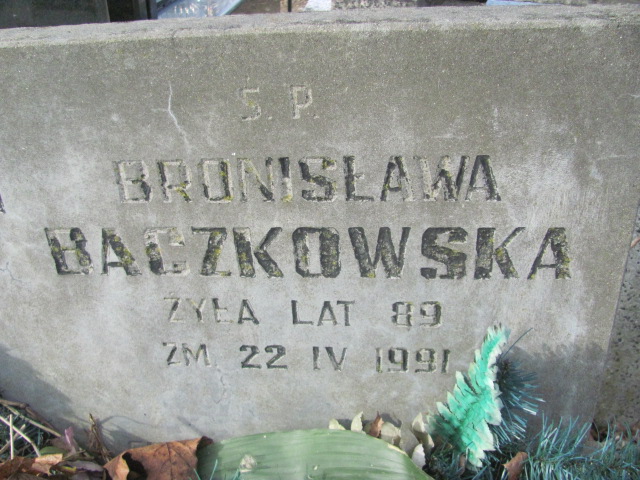 Ś. P.
BRONISŁAWA
BACZKOWSKA
ŻYŁA LAT 89
ZM. 22 IV 1991